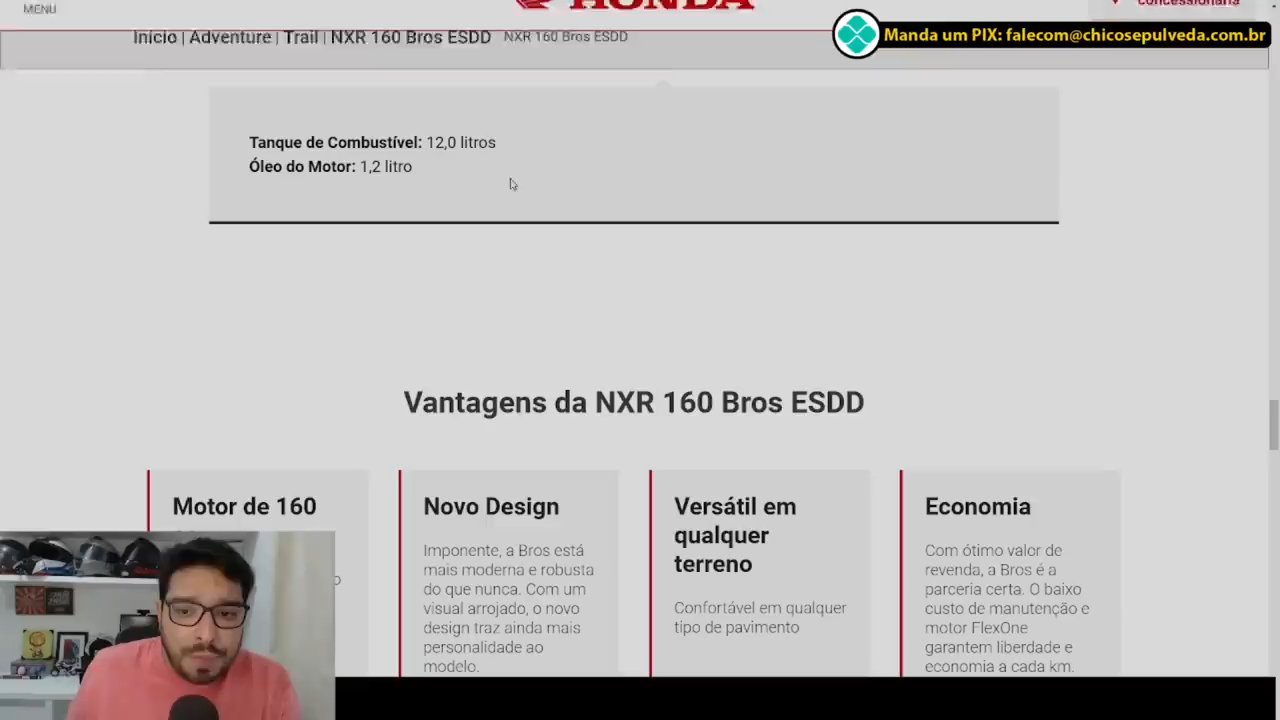 MENU
HONDA
concessionária
Início | Adventure | Trail | NXR 160 Bros ESDD NXR 160 Bros ESDD
Manda um PIX: falecom@chicosepulveda.com.br
Tanque de Combustível: 12,0 litros
Óleo do Motor: 1,2 litro
Vantagens da NXR 160 Bros ESDD
Motor de 160
Novo Design
Imponente, a Bros está
mais moderna e robusta
do que nunca. Com um
visual arrojado, o novo
design traz ainda mais
personalidade ao
modelo.
Versátil em
qualquer
terreno
Confortável em qualquer
tipo de pavimento
Economia
Com ótimo valor de
revenda, a Bros é a
parceria certa. O baixo
custo de manutenção e
motor FlexOne
garantem liberdade e
economia a cada km.